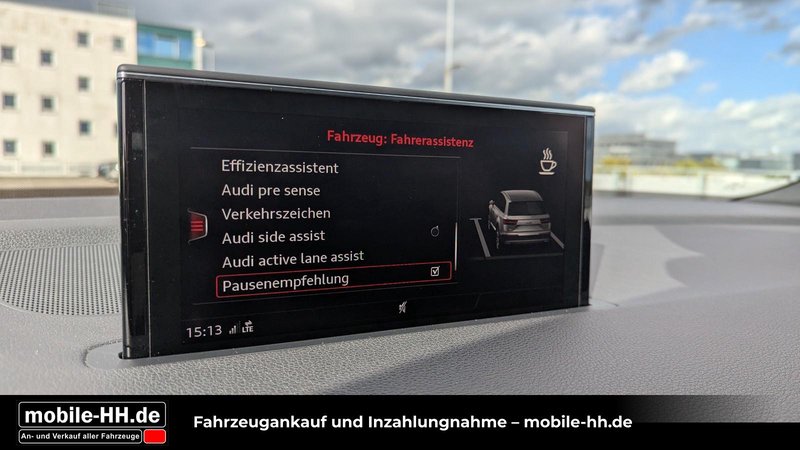 Fahrzeug: Fahrerassistenz
Effizienzassistent
Audi pre sense
Verkehrszeichen
Audi side assist
Audi active lane assist
Pausenempfehlung
15:13 LTE
mobile-HH.de
An- und Verkauf aller Fahrzeuge
Fahrzeugankauf und Inzahlungnahme – mobile-hh.de